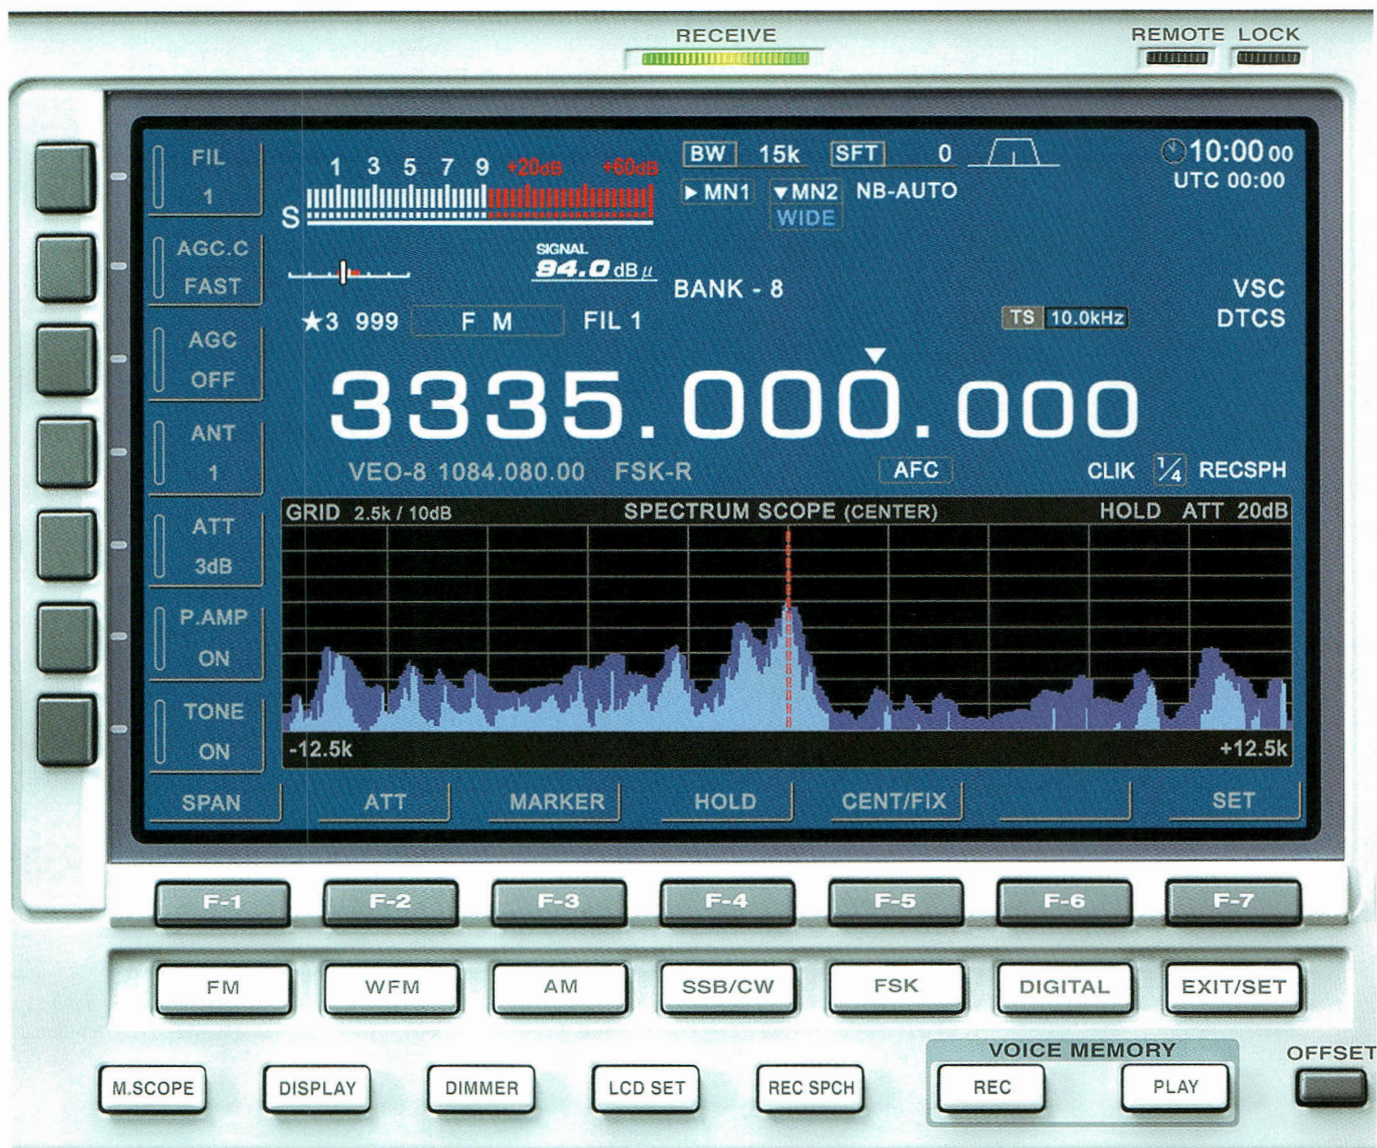 RECEIVE
REMOTE LOCK
FIL
1
1 3 5 7 9 +20dB +60dB
S
BW 15k SFT 0
MN1 MN2 NB-AUTO
WIDE
10:00 00
UTC 00:00
AGC.C
FAST
SIGNAL
94.0 dBμ
BANK - 8
VSC
DTCS
★3 999 F M FIL 1
TS 10.0kHz
AGC
OFF
3335.000.000
ANT
1
VEO-8 1084.080.00 FSK-R
AFC
CLIK 1/4 RECSPH
GRID 2.5k / 10dB SPECTRUM SCOPE (CENTER) HOLD ATT 20dB
ATT
3dB
P.AMP
ON
TONE
ON
-12.5k +12.5k
SPAN ATT MARKER HOLD CENT/FIX SET
F-1 F-2 F-3 F-4 F-5 F-6 F-7
FM WFM AM SSB/CW FSK DIGITAL EXIT/SET
VOICE MEMORY OFFSET
M.SCOPE DISPLAY DIMMER LCD SET REC SPCH REC PLAY